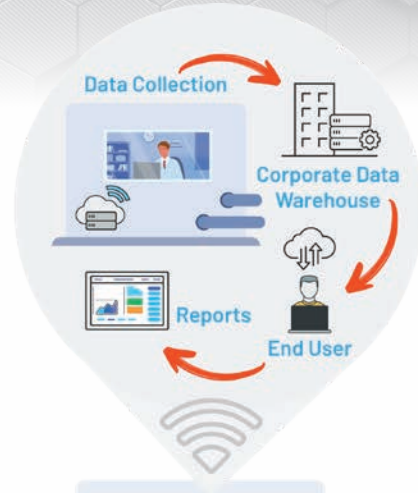 Data Collection
Corporate Data
Warehouse
End User
Reports